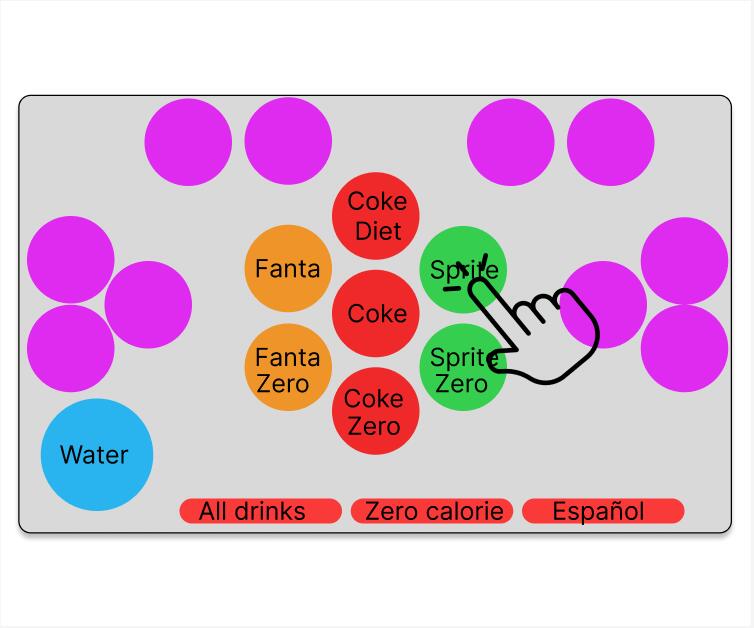 Coke
Diet
Fanta
Sprite
Coke
Fanta
Zero
Sprite
Zero
Coke
Zero
Water
All drinks
Zero calorie
Español